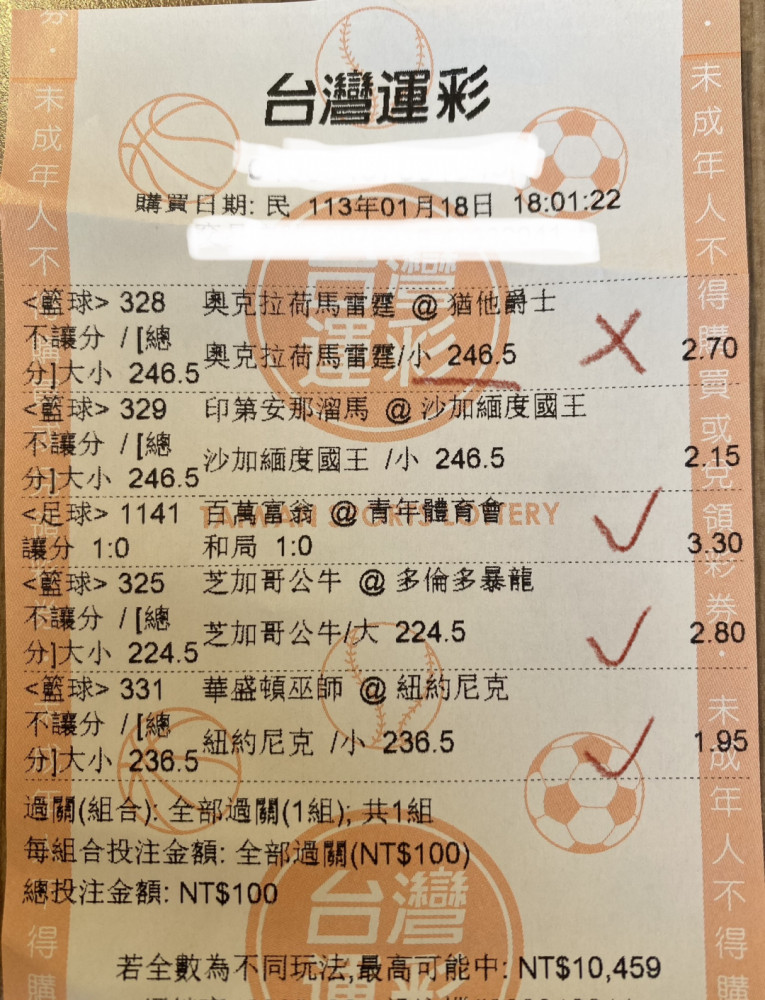 台灣運彩
購買日期: 民 113年01月18日 18:01:22
<籃球> 328 奧克拉荷馬雷霆 @ 猶他爵士
不讓分 / [總
分]大小 246.5 奧克拉荷馬雷霆/小 246.5 2.70
<籃球> 329 印第安那溜馬 @ 沙加緬度國王
不讓分 / [總
分]大小 246.5 沙加緬度國王 /小 246.5 2.15
<足球> 1141 百萬富翁 @ 青年體育會
讓分 1:0 和局 1:0 3.30
<籃球> 325 芝加哥公牛 @ 多倫多暴龍
不讓分 / [總
分]大小 224.5 芝加哥公牛/大 224.5 2.80
<籃球> 331 華盛頓巫師 @ 紐約尼克
不讓分 / [總
分]大小 236.5 紐約尼克 /小 236.5 1.95
過關(組合): 全部過關(1組); 共1組
每組合投注金額: 全部過關(NT$100)
總投注金額: NT$100
若全數為不同玩法,最高可能中: NT$10,459
台灣運彩
TAIWAN SPORTS LOTTERY
台灣
未成年人不得購
未成年人不得購買或兌領彩券
未成年人不得購